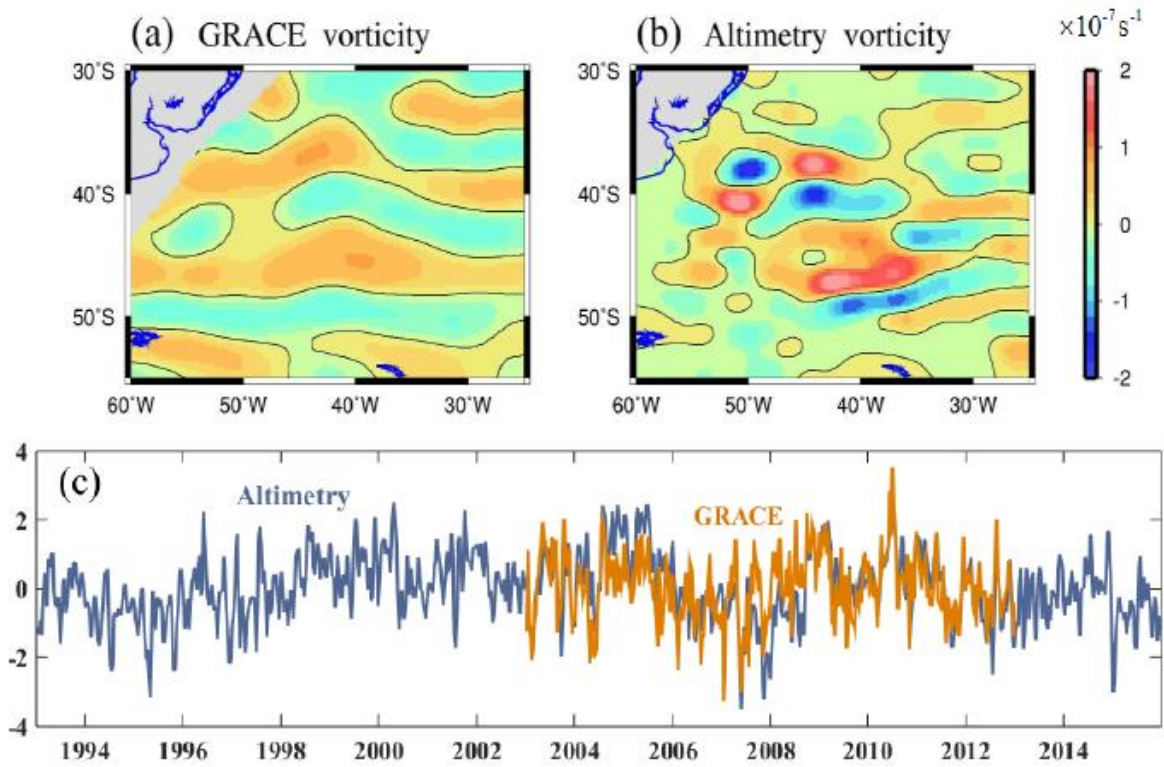 (a) GRACE vorticity
(b) Altimetry vorticity
×10⁻⁷s⁻¹
30°S
40°S
50°S
60°W 50°W 40°W 30°W
30°S
40°S
50°S
60°W 50°W 40°W 30°W
2
1
0
-1
-2
(c)
Altimetry
GRACE
4
2
0
-2
-4
1994 1996 1998 2000 2002 2004 2006 2008 2010 2012 2014